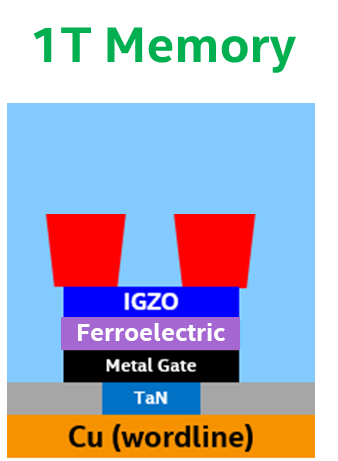 1T Memory
IGZO
Ferroelectric
Metal Gate
TaN
Cu (wordline)